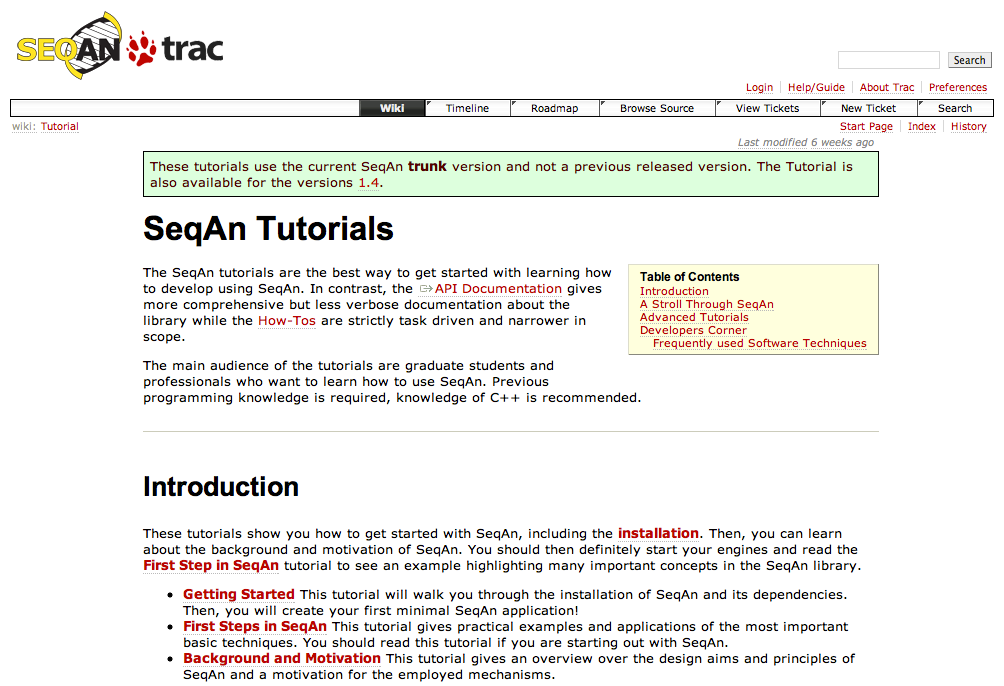 SEQAN trac
Search
Login Help/Guide About Trac Preferences
Wiki Timeline Roadmap Browse Source View Tickets New Ticket Search
wiki: Tutorial
Start Page Index History
Last modified 6 weeks ago
These tutorials use the current SeqAn trunk version and not a previous released version. The Tutorial is
also available for the versions 1.4.
SeqAn Tutorials
The SeqAn tutorials are the best way to get started with learning how
to develop using SeqAn. In contrast, the API Documentation gives
more comprehensive but less verbose documentation about the
library while the How-Tos are strictly task driven and narrower in
scope.
Table of Contents
Introduction
A Stroll Through SeqAn
Advanced Tutorials
Developers Corner
Frequently used Software Techniques
The main audience of the tutorials are graduate students and
professionals who want to learn how to use SeqAn. Previous
programming knowledge is required, knowledge of C++ is recommended.
Introduction
These tutorials show you how to get started with SeqAn, including the installation. Then, you can learn
about the background and motivation of SeqAn. You should then definitely start your engines and read the
First Step in SeqAn tutorial to see an example highlighting many important concepts in the SeqAn library.
• Getting Started This tutorial will walk you through the installation of SeqAn and its dependencies.
Then, you will create your first minimal SeqAn application!
• First Steps in SeqAn This tutorial gives practical examples and applications of the most important
basic techniques. You should read this tutorial if you are starting out with SeqAn.
• Background and Motivation This tutorial gives an overview over the design aims and principles of
SeqAn and a motivation for the employed mechanisms.